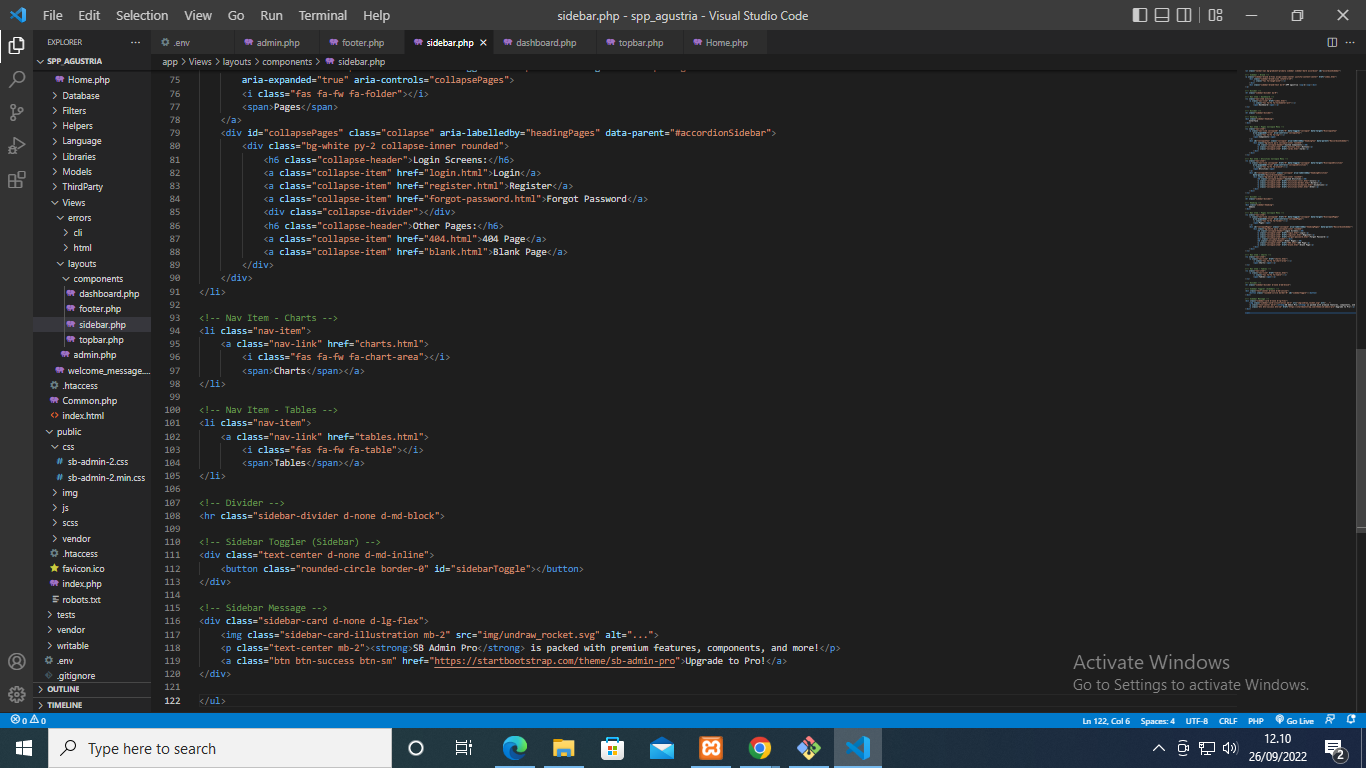 File Edit Selection View Go Run Terminal Help
sidebar.php - spp_agustria - Visual Studio Code
EXPLORER
.env admin.php footer.php sidebar.php dashboard.php topbar.php Home.php
SPP_AGUSTRIA
app > Views > layouts > components > sidebar.php
Home.php
Database
Filters
Helpers
Language
Libraries
Models
ThirdParty
Views
errors
cli
html
layouts
components
dashboard.php
footer.php
sidebar.php
topbar.php
admin.php
welcome_message....
.htaccess
Common.php
index.html
public
css
sb-admin-2.css
sb-admin-2.min.css
img
js
scss
vendor
.htaccess
favicon.ico
index.php
robots.txt
tests
vendor
writable
.env
.gitignore
OUTLINE
TIMELINE
75 aria-expanded="true" aria-controls="collapsePages">
76 <i class="fas fa-fw fa-folder"></i>
77 <span>Pages</span>
78 </a>
79 <div id="collapsePages" class="collapse" aria-labelledby="headingPages" data-parent="#accordionSidebar">
80 <div class="bg-white py-2 collapse-inner rounded">
81 <h6 class="collapse-header">Login Screens:</h6>
82 <a class="collapse-item" href="login.html">Login</a>
83 <a class="collapse-item" href="register.html">Register</a>
84 <a class="collapse-item" href="forgot-password.html">Forgot Password</a>
85 <div class="collapse-divider"></div>
86 <h6 class="collapse-header">Other Pages:</h6>
87 <a class="collapse-item" href="404.html">404 Page</a>
88 <a class="collapse-item" href="blank.html">Blank Page</a>
89 </div>
90 </div>
91 </li>
92
93 <!-- Nav Item - Charts -->
94 <li class="nav-item">
95 <a class="nav-link" href="charts.html">
96 <i class="fas fa-fw fa-chart-area"></i>
97 <span>Charts</span></a>
98 </li>
99
100 <!-- Nav Item - Tables -->
101 <li class="nav-item">
102 <a class="nav-link" href="tables.html">
103 <i class="fas fa-fw fa-table"></i>
104 <span>Tables</span></a>
105 </li>
106
107 <!-- Divider -->
108 <hr class="sidebar-divider d-none d-md-block">
109
110 <!-- Sidebar Toggler (Sidebar) -->
111 <div class="text-center d-none d-md-inline">
112 <button class="rounded-circle border-0" id="sidebarToggle"></button>
113 </div>
114
115 <!-- Sidebar Message -->
116 <div class="sidebar-card d-none d-lg-flex">
117 <img class="sidebar-card-illustration mb-2" src="img/undraw_rocket.svg" alt="...">
118 <p class="text-center mb-2"><strong>SB Admin Pro</strong> is packed with premium features, components, and more!</p>
119 <a class="btn btn-success btn-sm" href="https://startbootstrap.com/theme/sb-admin-pro">Upgrade to Pro!</a>
120 </div>
121
122 </ul>
Activate Windows
Go to Settings to activate Windows.
0 0
Ln 122, Col 6 Spaces: 4 UTF-8 CRLF PHP Go Live
Type here to search
12.10
26/09/2022
2